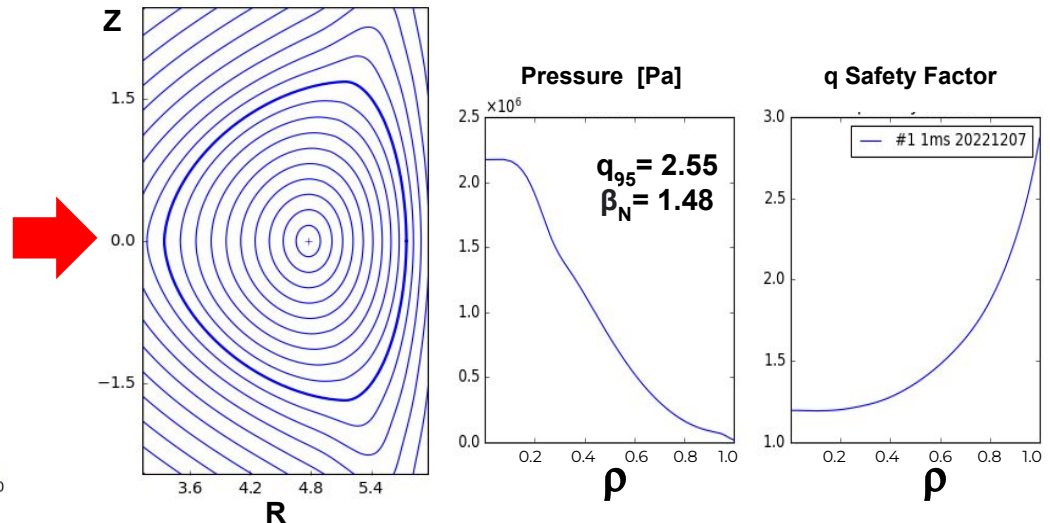 Z
1.5
0.0
−1.5
3.6 4.2 4.8 5.4
R
Pressure [Pa]
×10⁶
2.5
2.0
1.5
1.0
0.5
0.0
q₉₅= 2.55
β_N= 1.48
0.2 0.4 0.6 0.8 1.0
ρ
q Safety Factor
3.0
2.5
2.0
1.5
1.0
#1 1ms 20221207
0.2 0.4 0.6 0.8 1.0
ρ
0